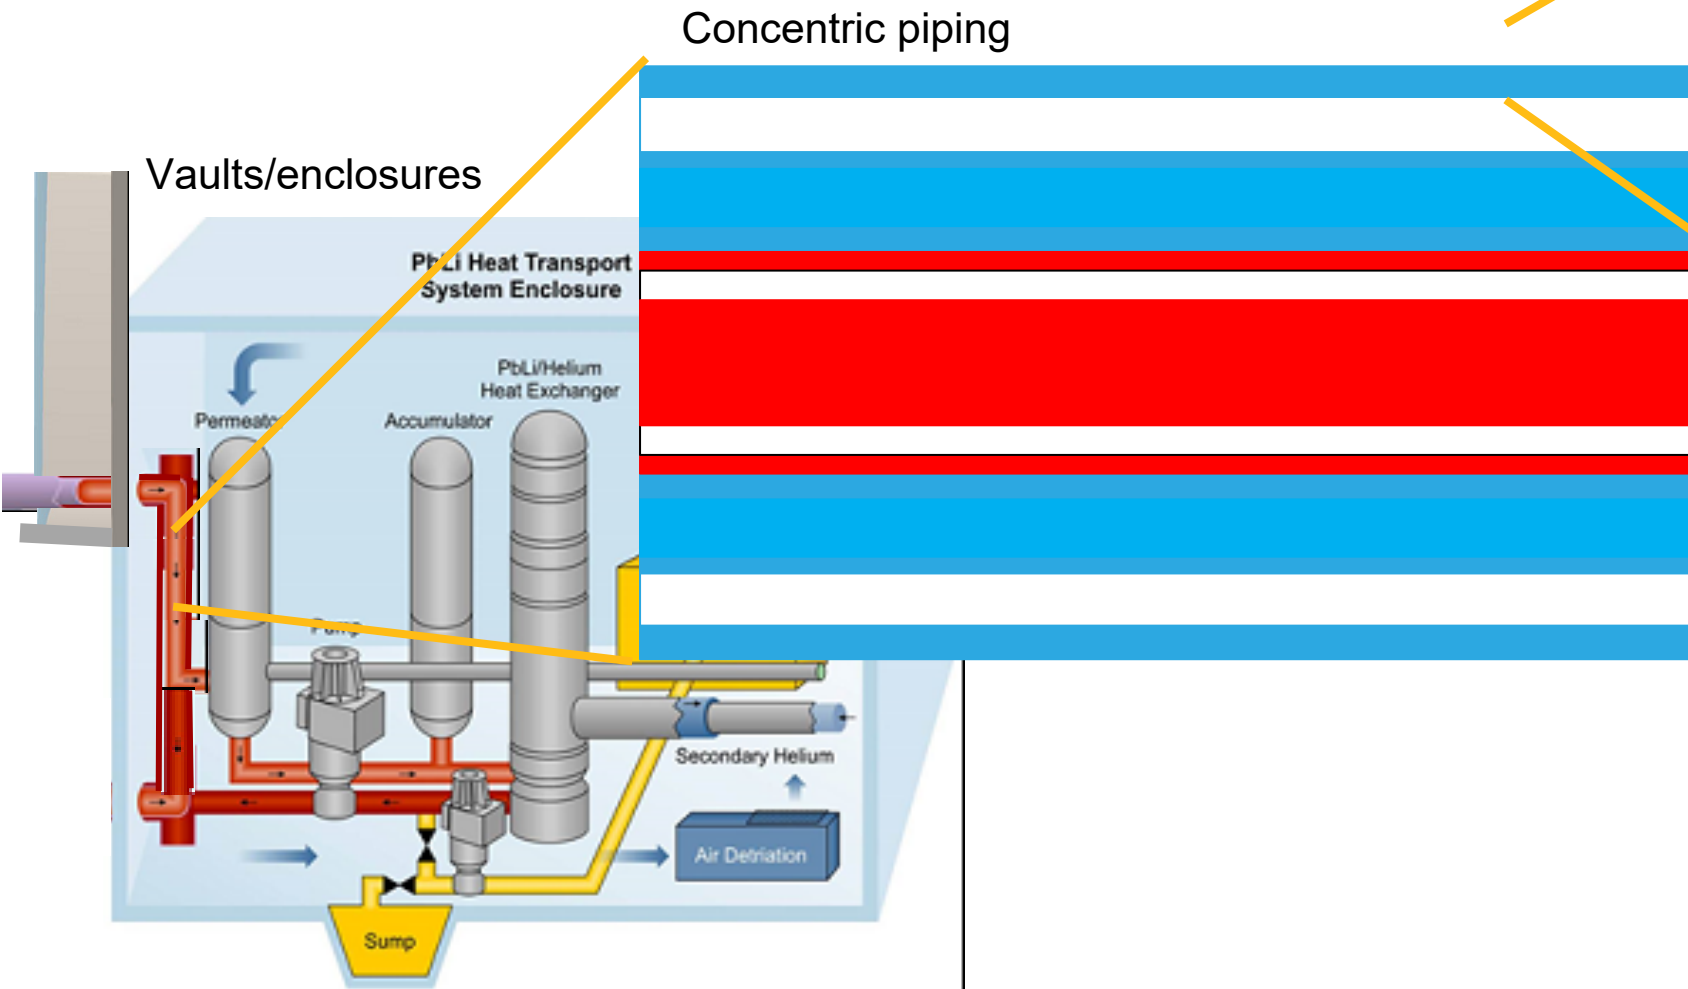 Concentric piping
Vaults/enclosures
PbLi Heat Transport
System Enclosure
PbLi/Helium
Heat Exchanger
Permeator
Accumulator
Pump
Secondary Helium
Air Detriation
Sump